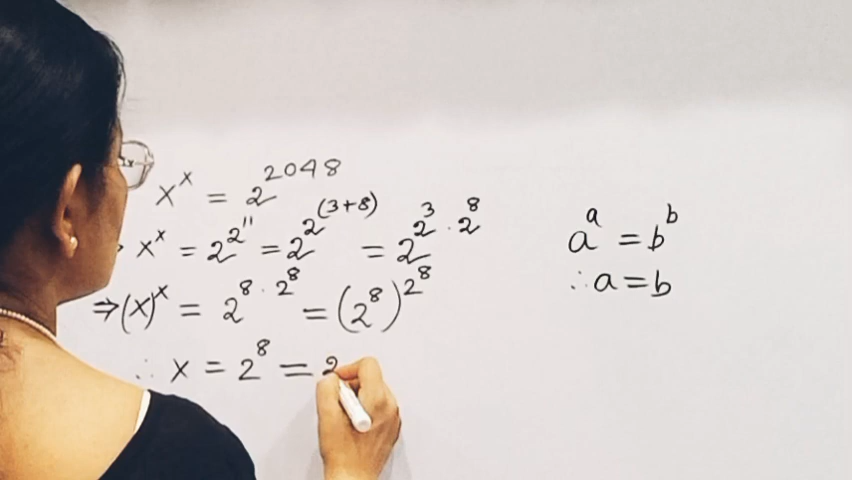 x^x = 2^2048
x^x = 2^2^11 = 2^2^(3+8) = 2^2^3 · 2^8
⇒ (x)^x = 2^8 · 2^8 = (2^8)^2^8
∴ x = 2^8 = 2
a^a = b^b
∴ a = b